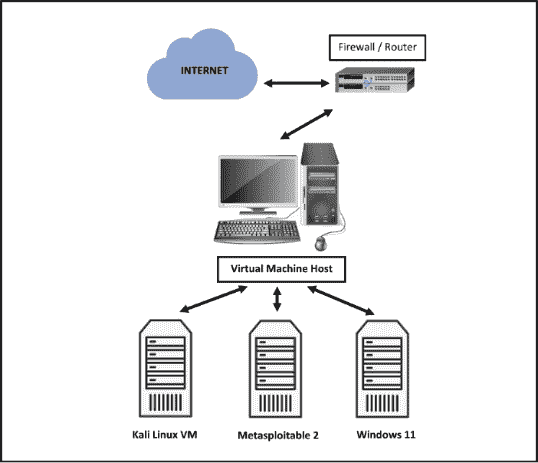 Firewall / Router
INTERNET
Virtual Machine Host
Kali Linux VM
Metasploitable 2
Windows 11